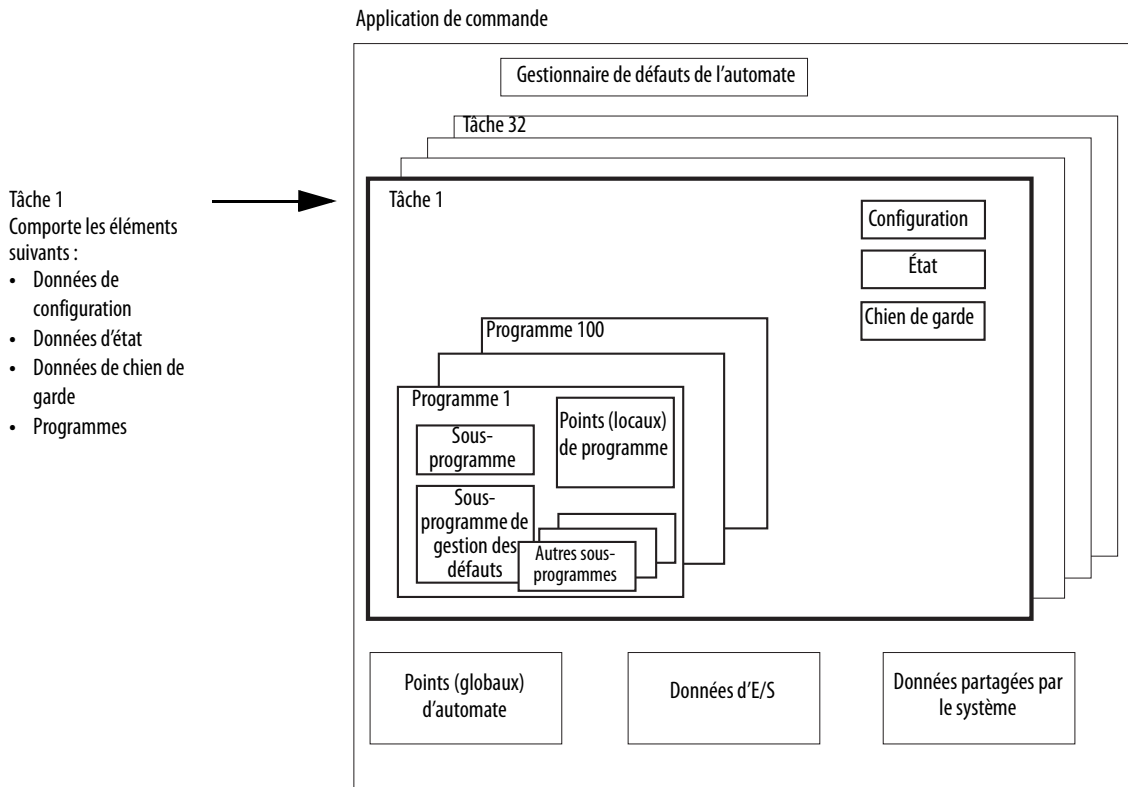 Application de commande
Gestionnaire de défauts de l'automate
Tâche 32
Tâche 1
Comporte les éléments
suivants :
• Données de
configuration
• Données d'état
• Données de chien de
garde
• Programmes
Tâche 1
Configuration
État
Chien de garde
Programme 100
Programme 1
Sous-
programme
Points (locaux)
de programme
Sous-
programme de
gestion des
défauts
Autres sous-
programmes
Points (globaux)
d'automate
Données d'E/S
Données partagées par
le système